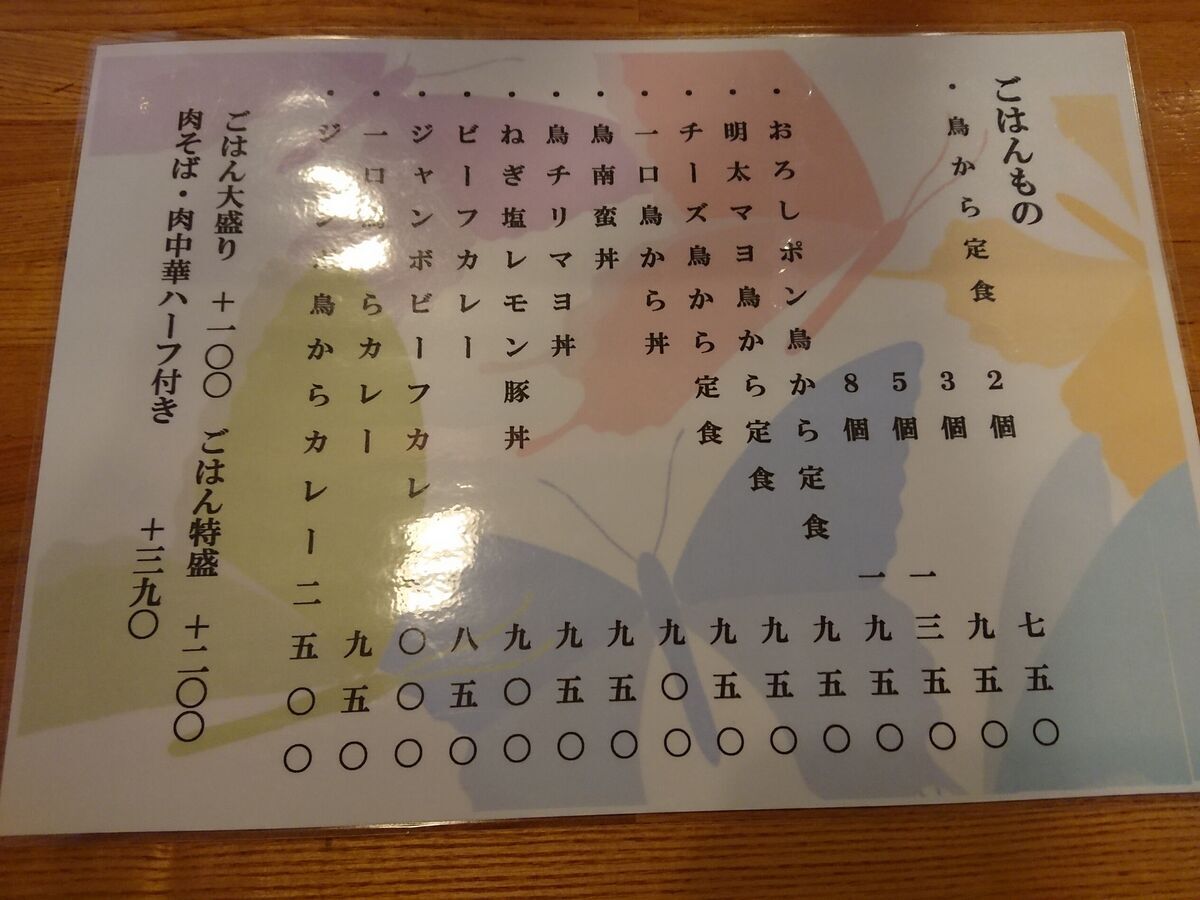 ごはんもの
・鳥から定食
2個 七五〇
3個 九五〇
5個 一三五〇
8個 一九五〇
・おろしポン鳥から定食 九五〇
・明太マヨ鳥から定食 九五〇
・チーズ鳥から定食 九五〇
・一口鳥から丼 九〇〇
・鳥南蛮丼 九五〇
・鳥チリマヨ丼 九五〇
・ねぎ塩レモン豚丼 九〇〇
・ビーフカレー 八五〇
・ジャンボビーフカレ 〇〇〇
・一口鳥らカレー 九五〇
・ジン鳥からカレー 二五〇〇
ごはん大盛り ＋一〇〇 ごはん特盛 ＋二〇〇
肉そば・肉中華ハーフ付き ＋三九〇